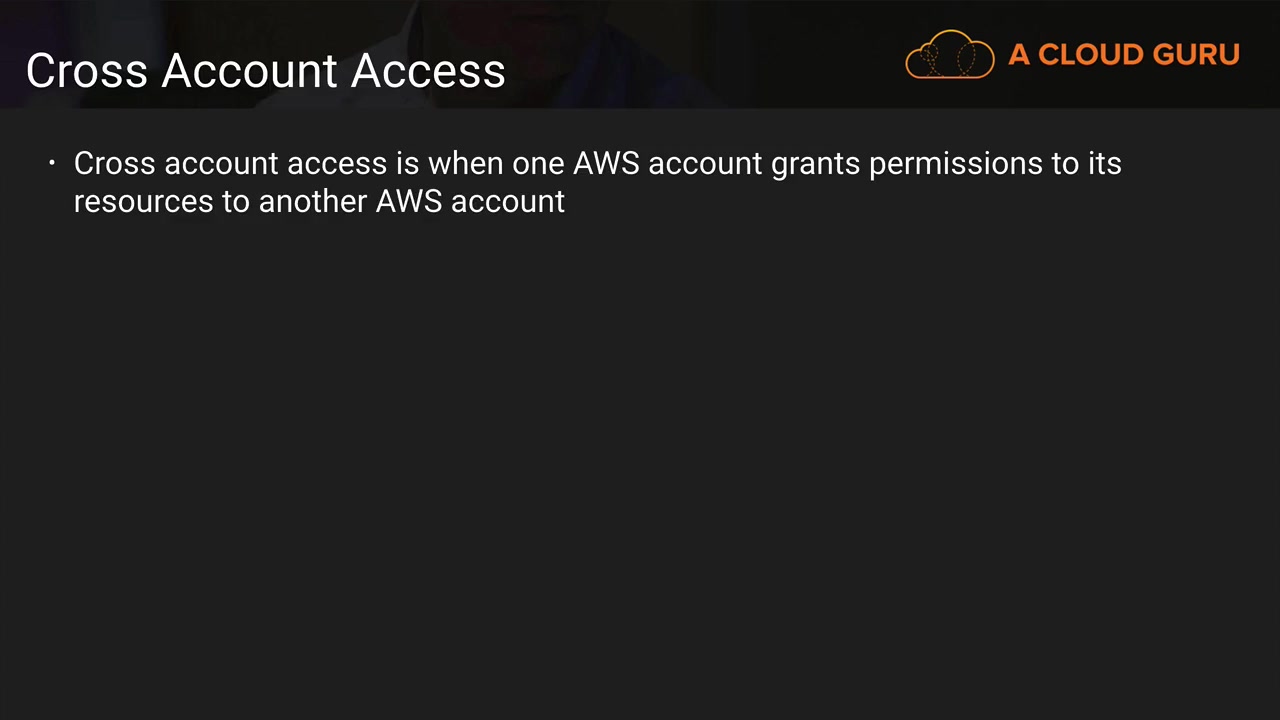 Cross Account Access
A CLOUD GURU
• Cross account access is when one AWS account grants permissions to its
resources to another AWS account